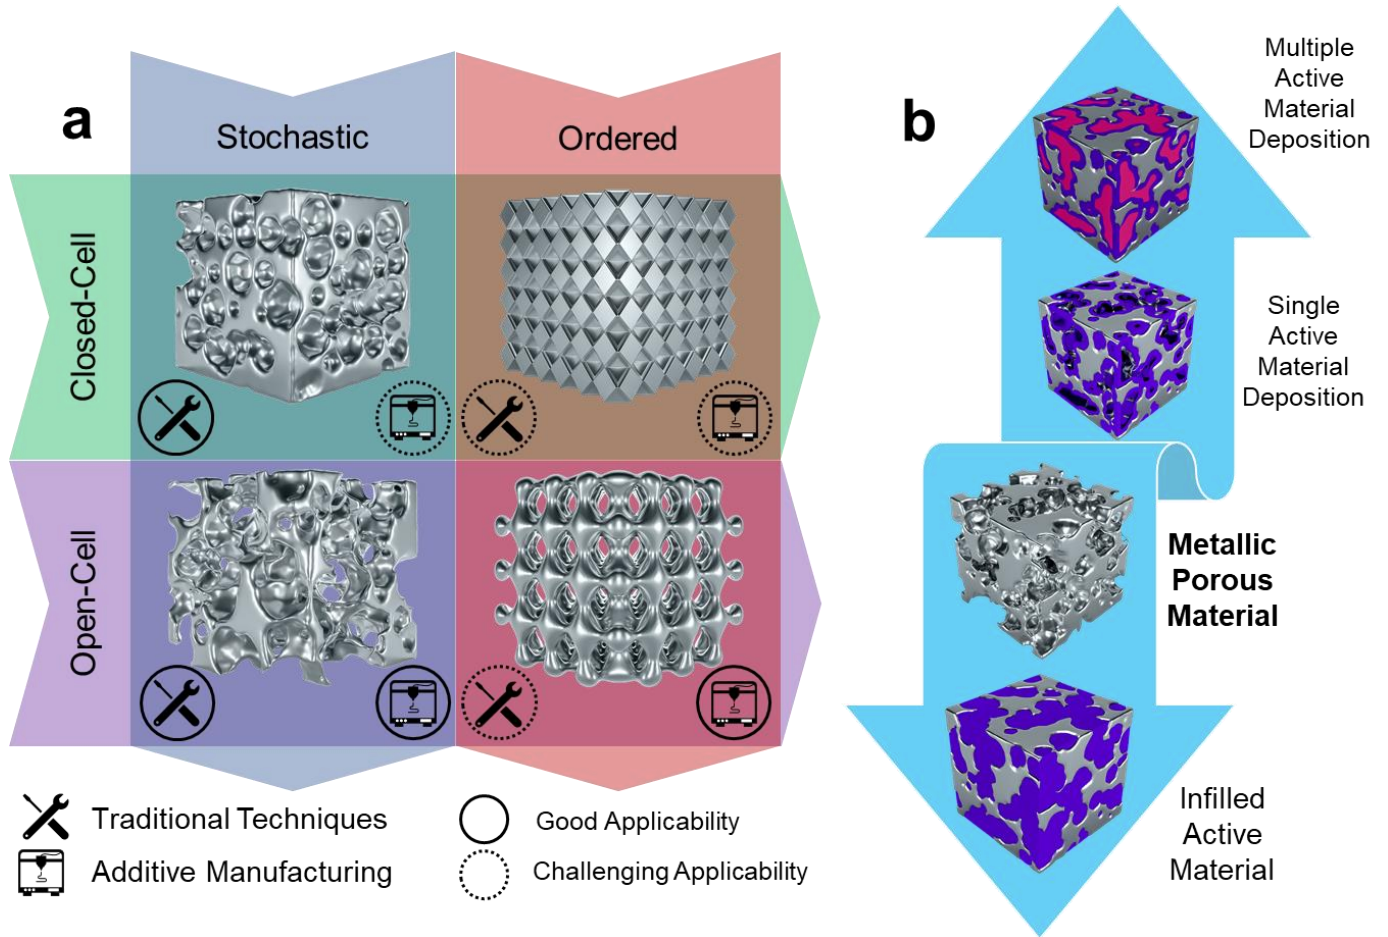 a
Stochastic
Ordered
Closed-Cell
Open-Cell
Traditional Techniques
Additive Manufacturing
Good Applicability
Challenging Applicability
b
Multiple
Active
Material
Deposition
Single
Active
Material
Deposition
Metallic
Porous
Material
Infilled
Active
Material